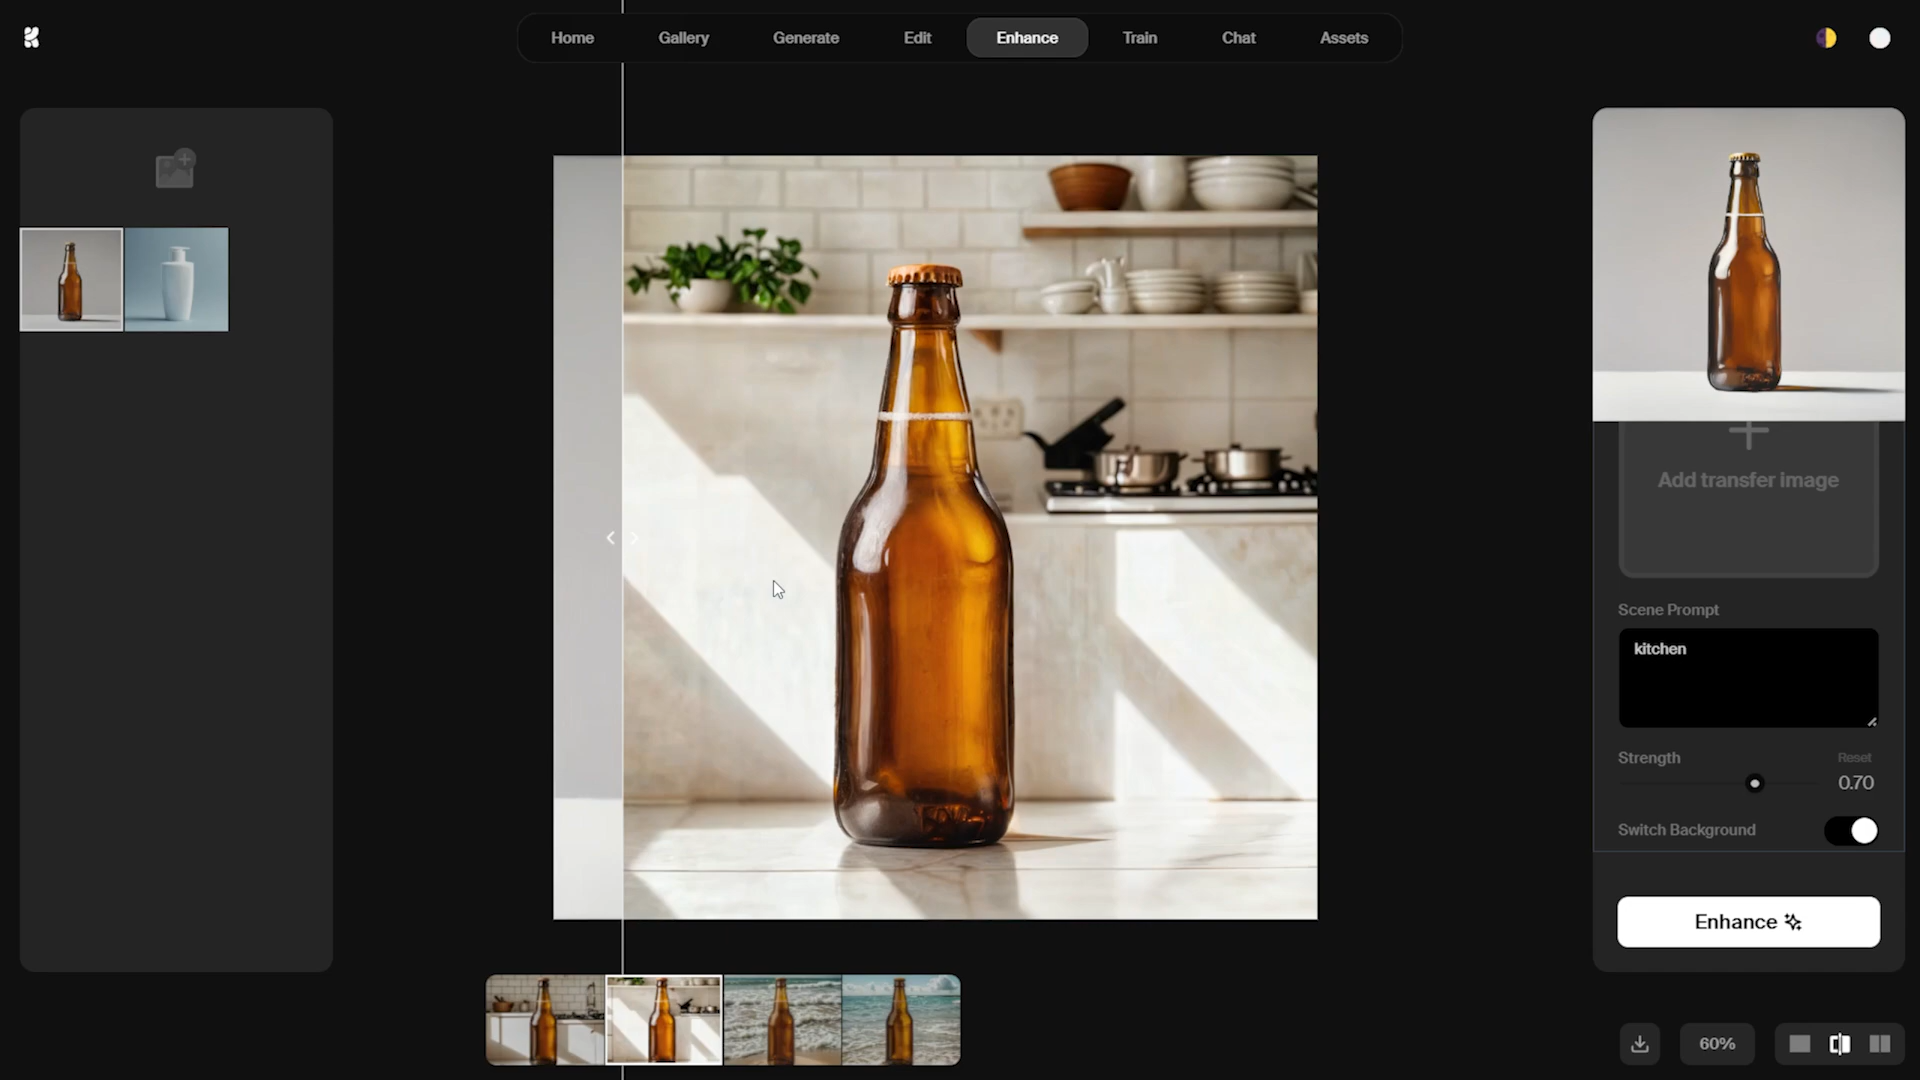 Home
Gallery
Generate
Edit
Enhance
Train
Chat
Assets
Add transfer image
Scene Prompt
kitchen
Strength
Reset
0.70
Switch Background
Enhance
60%